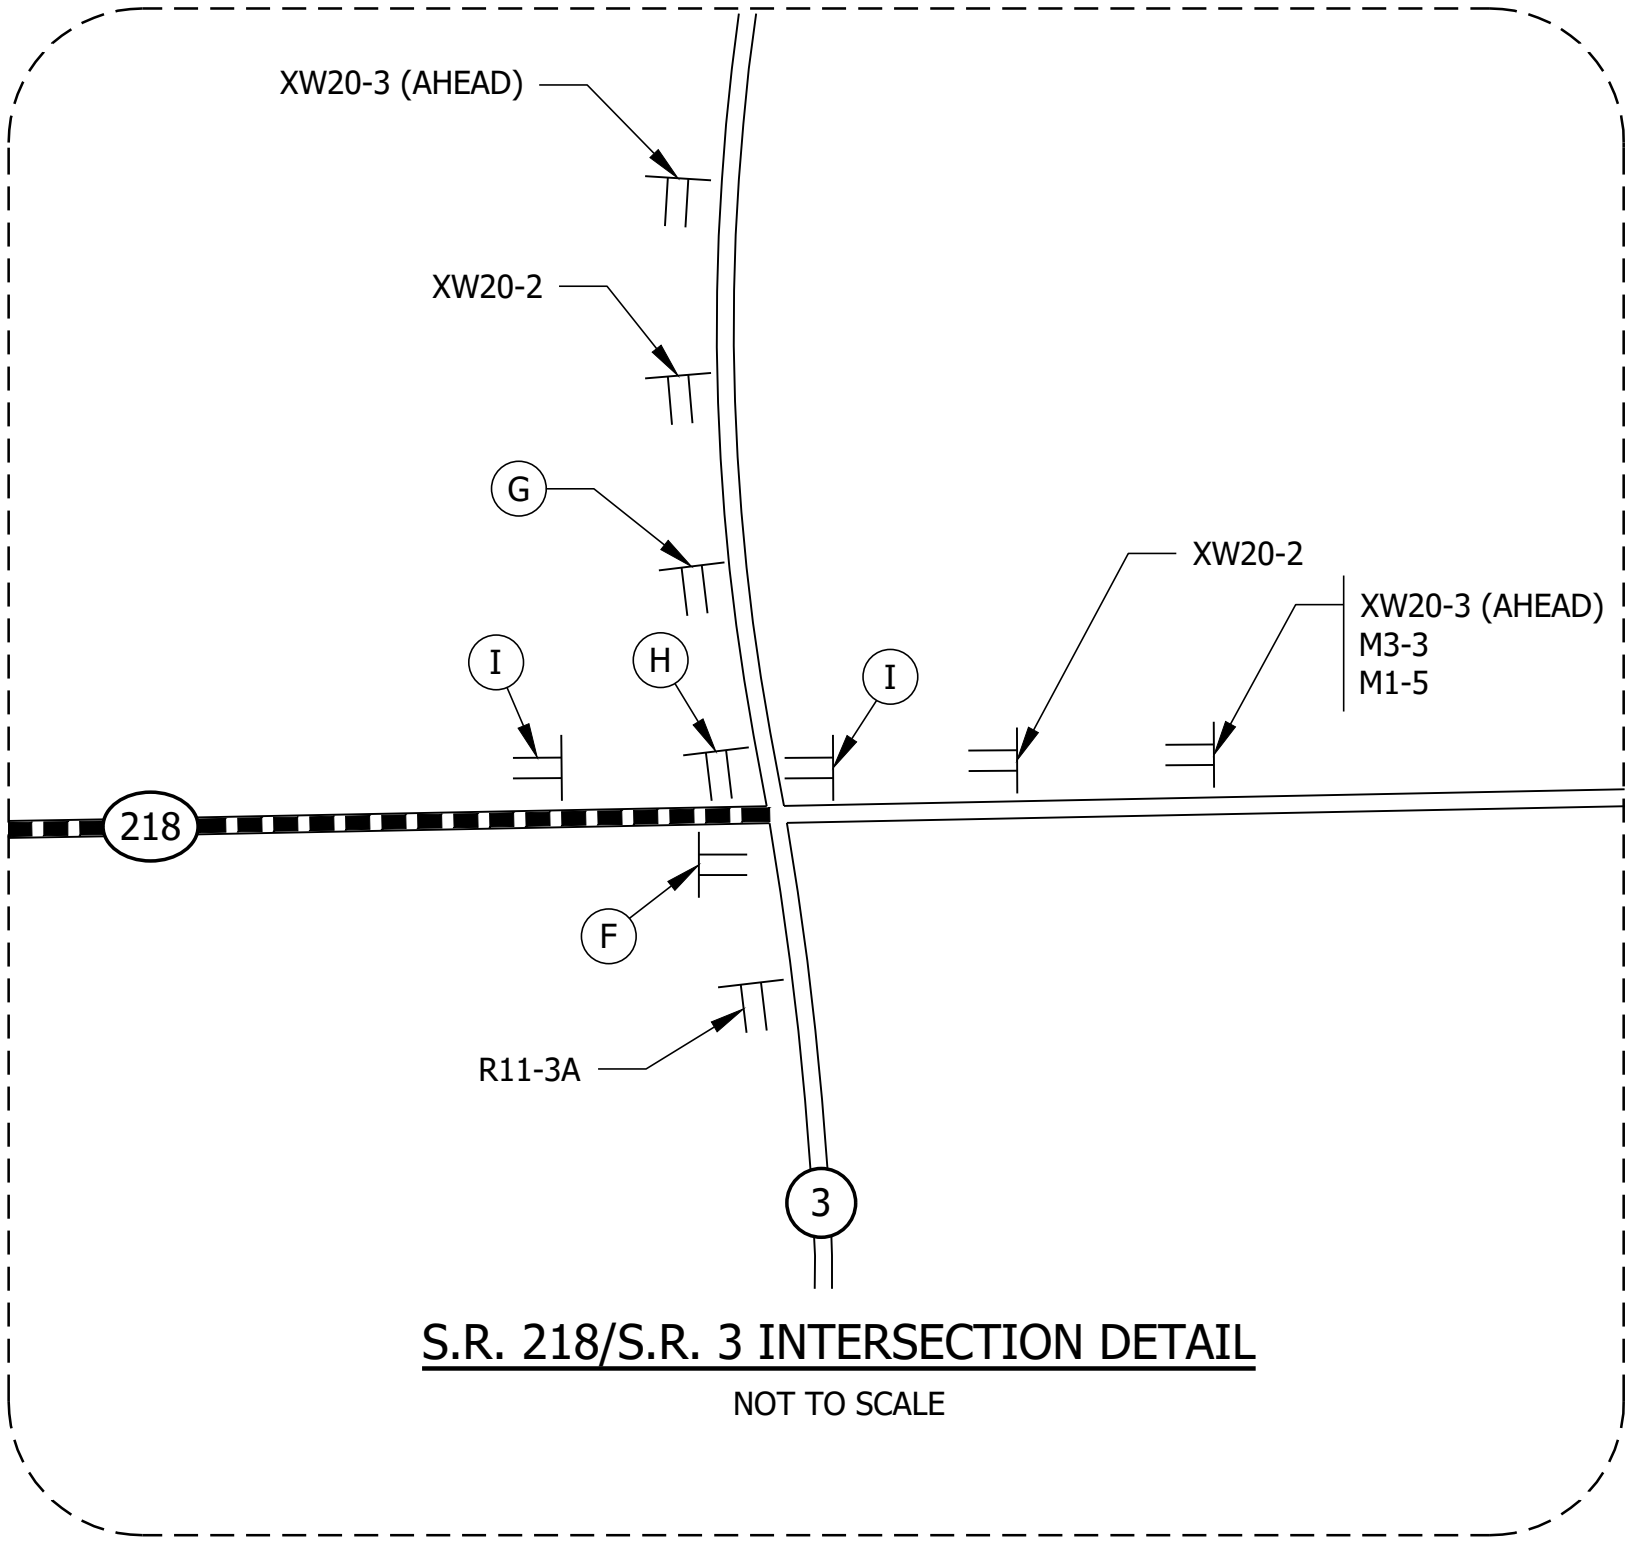 XW20-3 (AHEAD)
XW20-2
G
XW20-2
XW20-3 (AHEAD)
M3-3
M1-5
I
H
I
218
F
R11-3A
3
S.R. 218/S.R. 3 INTERSECTION DETAIL
NOT TO SCALE